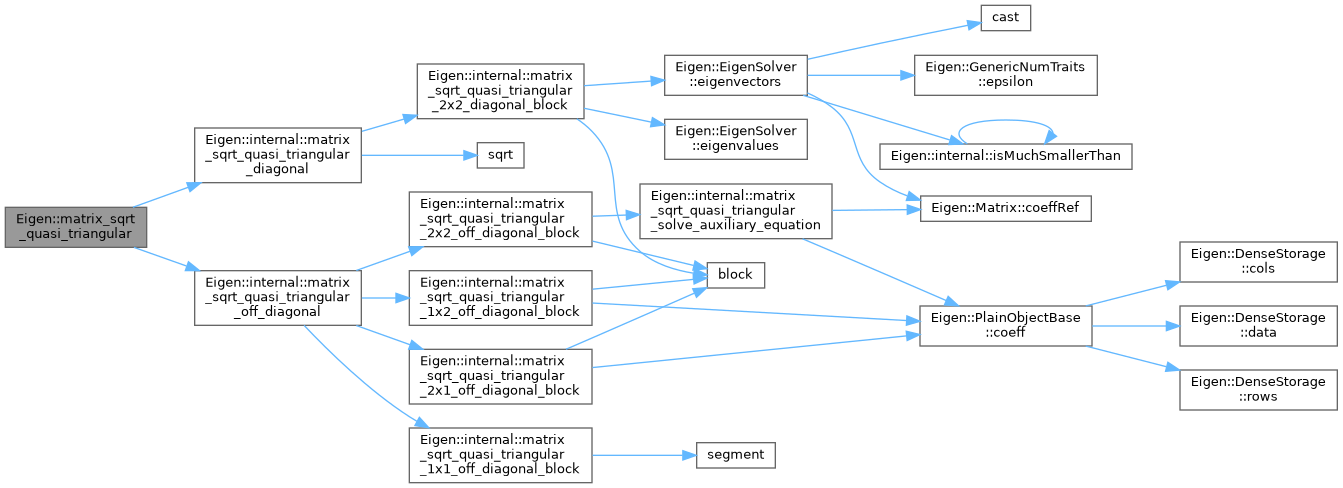 Eigen::matrix_sqrt
_quasi_triangular
Eigen::internal::matrix
_sqrt_quasi_triangular
_diagonal
Eigen::internal::matrix
_sqrt_quasi_triangular
_off_diagonal
Eigen::internal::matrix
_sqrt_quasi_triangular
_2x2_diagonal_block
sqrt
Eigen::internal::matrix
_sqrt_quasi_triangular
_2x2_off_diagonal_block
Eigen::internal::matrix
_sqrt_quasi_triangular
_1x2_off_diagonal_block
Eigen::internal::matrix
_sqrt_quasi_triangular
_2x1_off_diagonal_block
Eigen::internal::matrix
_sqrt_quasi_triangular
_1x1_off_diagonal_block
Eigen::EigenSolver
::eigenvectors
Eigen::EigenSolver
::eigenvalues
Eigen::internal::matrix
_sqrt_quasi_triangular
_solve_auxiliary_equation
block
segment
cast
Eigen::GenericNumTraits
::epsilon
Eigen::internal::isMuchSmallerThan
Eigen::Matrix::coeffRef
Eigen::PlainObjectBase
::coeff
Eigen::DenseStorage
::cols
Eigen::DenseStorage
::data
Eigen::DenseStorage
::rows